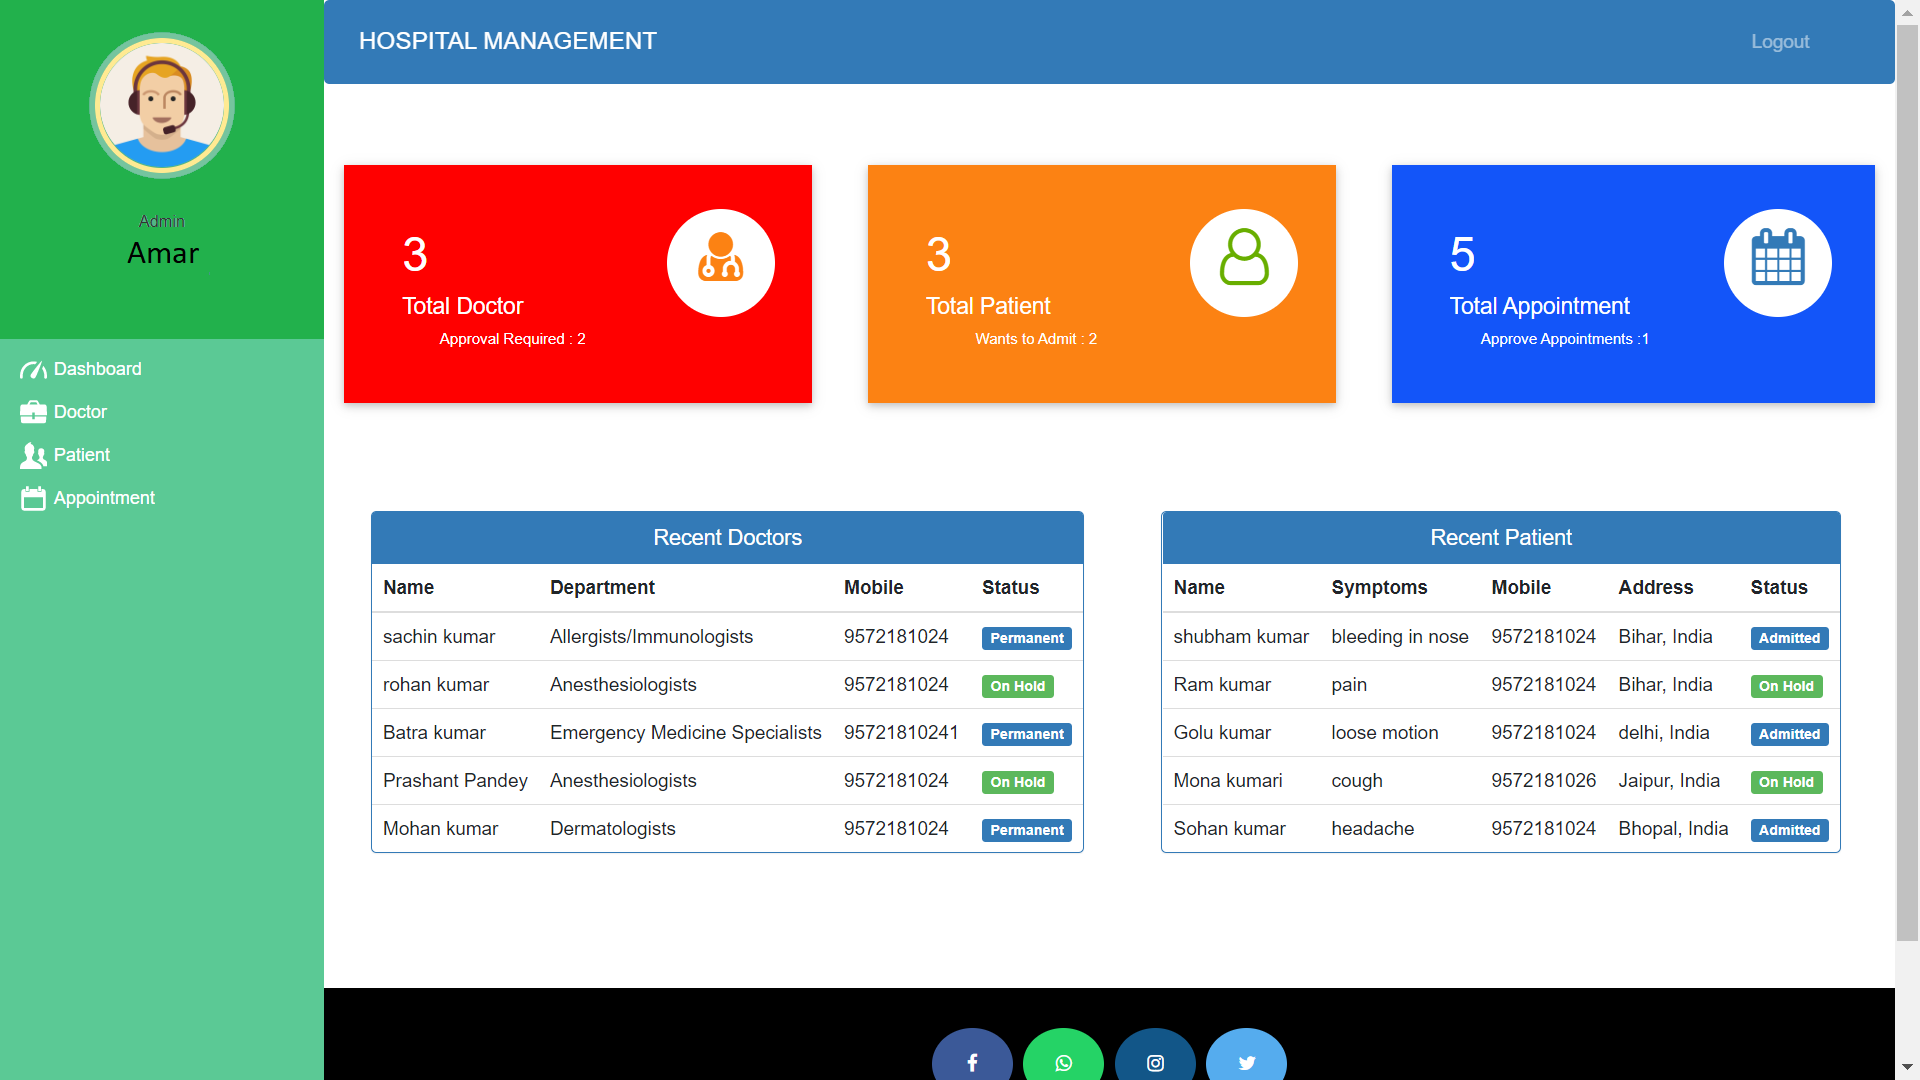 HOSPITAL MANAGEMENT
Logout
Admin
Amar
Dashboard
Doctor
Patient
Appointment
3
Total Doctor
Approval Required : 2
3
Total Patient
Wants to Admit : 2
5
Total Appointment
Approve Appointments :1
Recent Doctors
Name Department Mobile Status
sachin kumar Allergists/Immunologists 9572181024 Permanent
rohan kumar Anesthesiologists 9572181024 On Hold
Batra kumar Emergency Medicine Specialists 95721810241 Permanent
Prashant Pandey Anesthesiologists 9572181024 On Hold
Mohan kumar Dermatologists 9572181024 Permanent
Recent Patient
Name Symptoms Mobile Address Status
shubham kumar bleeding in nose 9572181024 Bihar, India Admitted
Ram kumar pain 9572181024 Bihar, India On Hold
Golu kumar loose motion 9572181024 delhi, India Admitted
Mona kumari cough 9572181026 Jaipur, India On Hold
Sohan kumar headache 9572181024 Bhopal, India Admitted